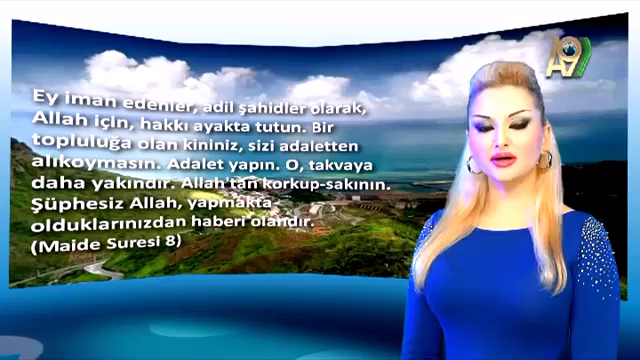 A9
Ey iman edenler, adil şahidler olarak,
Allah için, hakkı ayakta tutun. Bir
topluluğa olan kininiz, sizi adaletten
alıkoymasın. Adalet yapın. O, takvaya
daha yakındır. Allah'tan korkup-sakının.
Şüphesiz Allah, yapmakta
olduklarınızdan haberi olandır.
(Maide Suresi 8)